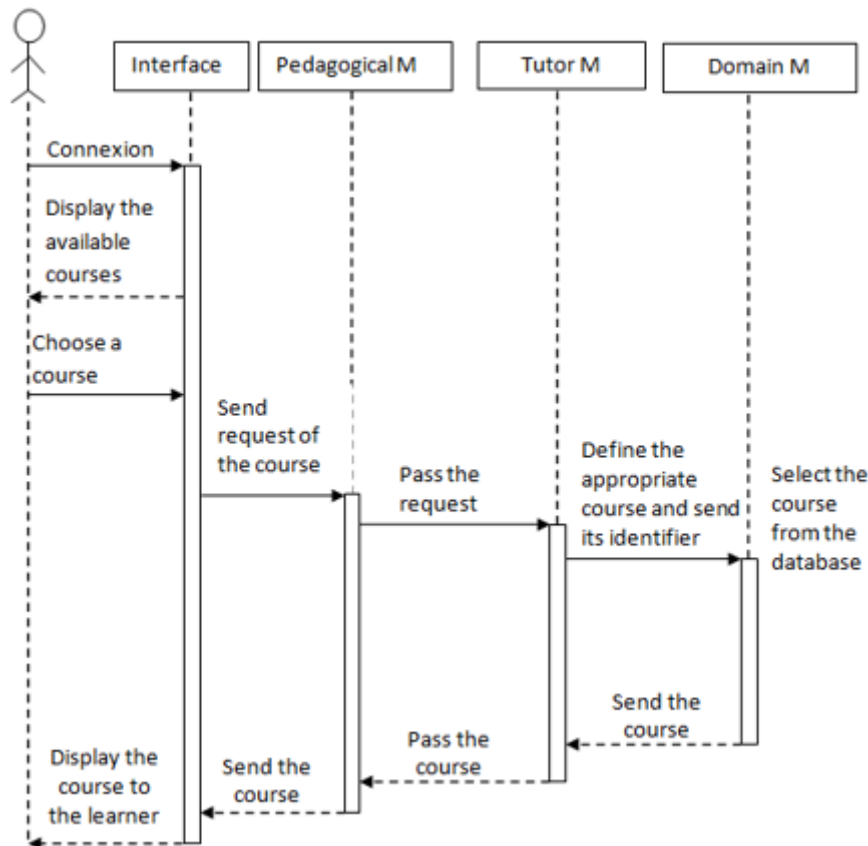 Interface
Pedagogical M
Tutor M
Domain M
Connexion
Display the
available
courses
Choose a
course
Send
request of
the course
Pass the
request
Define the
appropriate
course and send
its identifier
Select the
course
from the
database
Send the
course
Pass the
course
Send the
course
Display the
course to
the learner